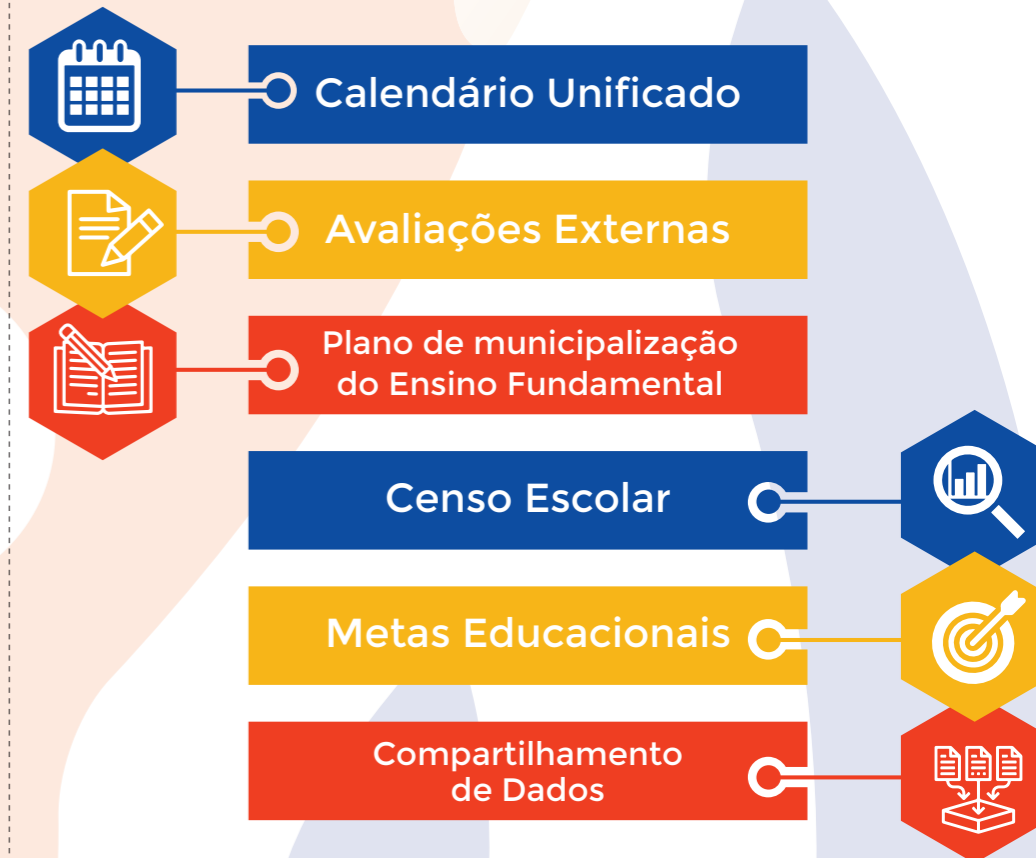 Calendário Unificado
Avaliações Externas
Plano de municipalização
do Ensino Fundamental
Censo Escolar
Metas Educacionais
Compartilhamento
de Dados